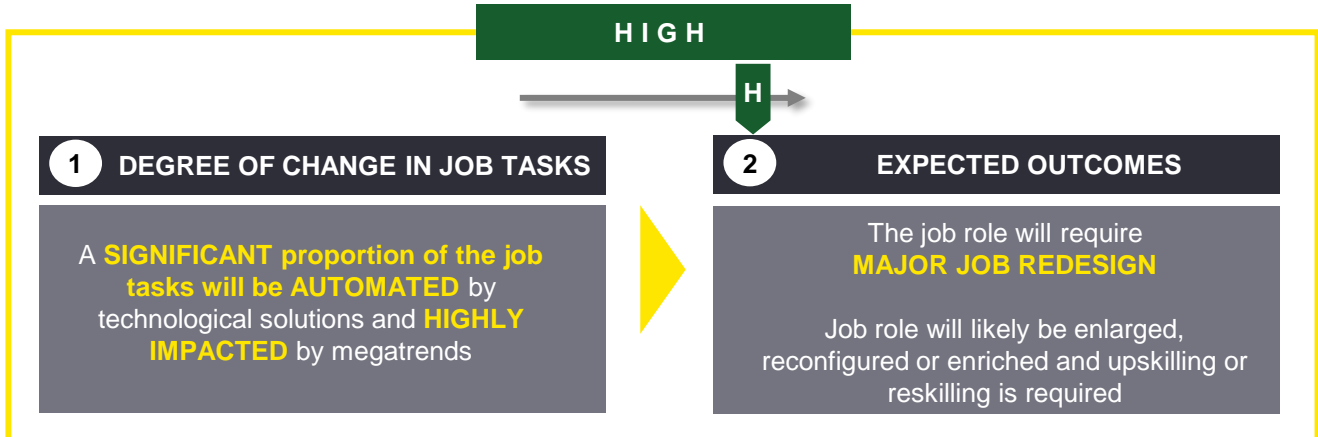 HIGH
H
1 DEGREE OF CHANGE IN JOB TASKS
A SIGNIFICANT proportion of the job
tasks will be AUTOMATED by
technological solutions and HIGHLY
IMPACTED by megatrends
2 EXPECTED OUTCOMES
The job role will require
MAJOR JOB REDESIGN
Job role will likely be enlarged,
reconfigured or enriched and upskilling or
reskilling is required